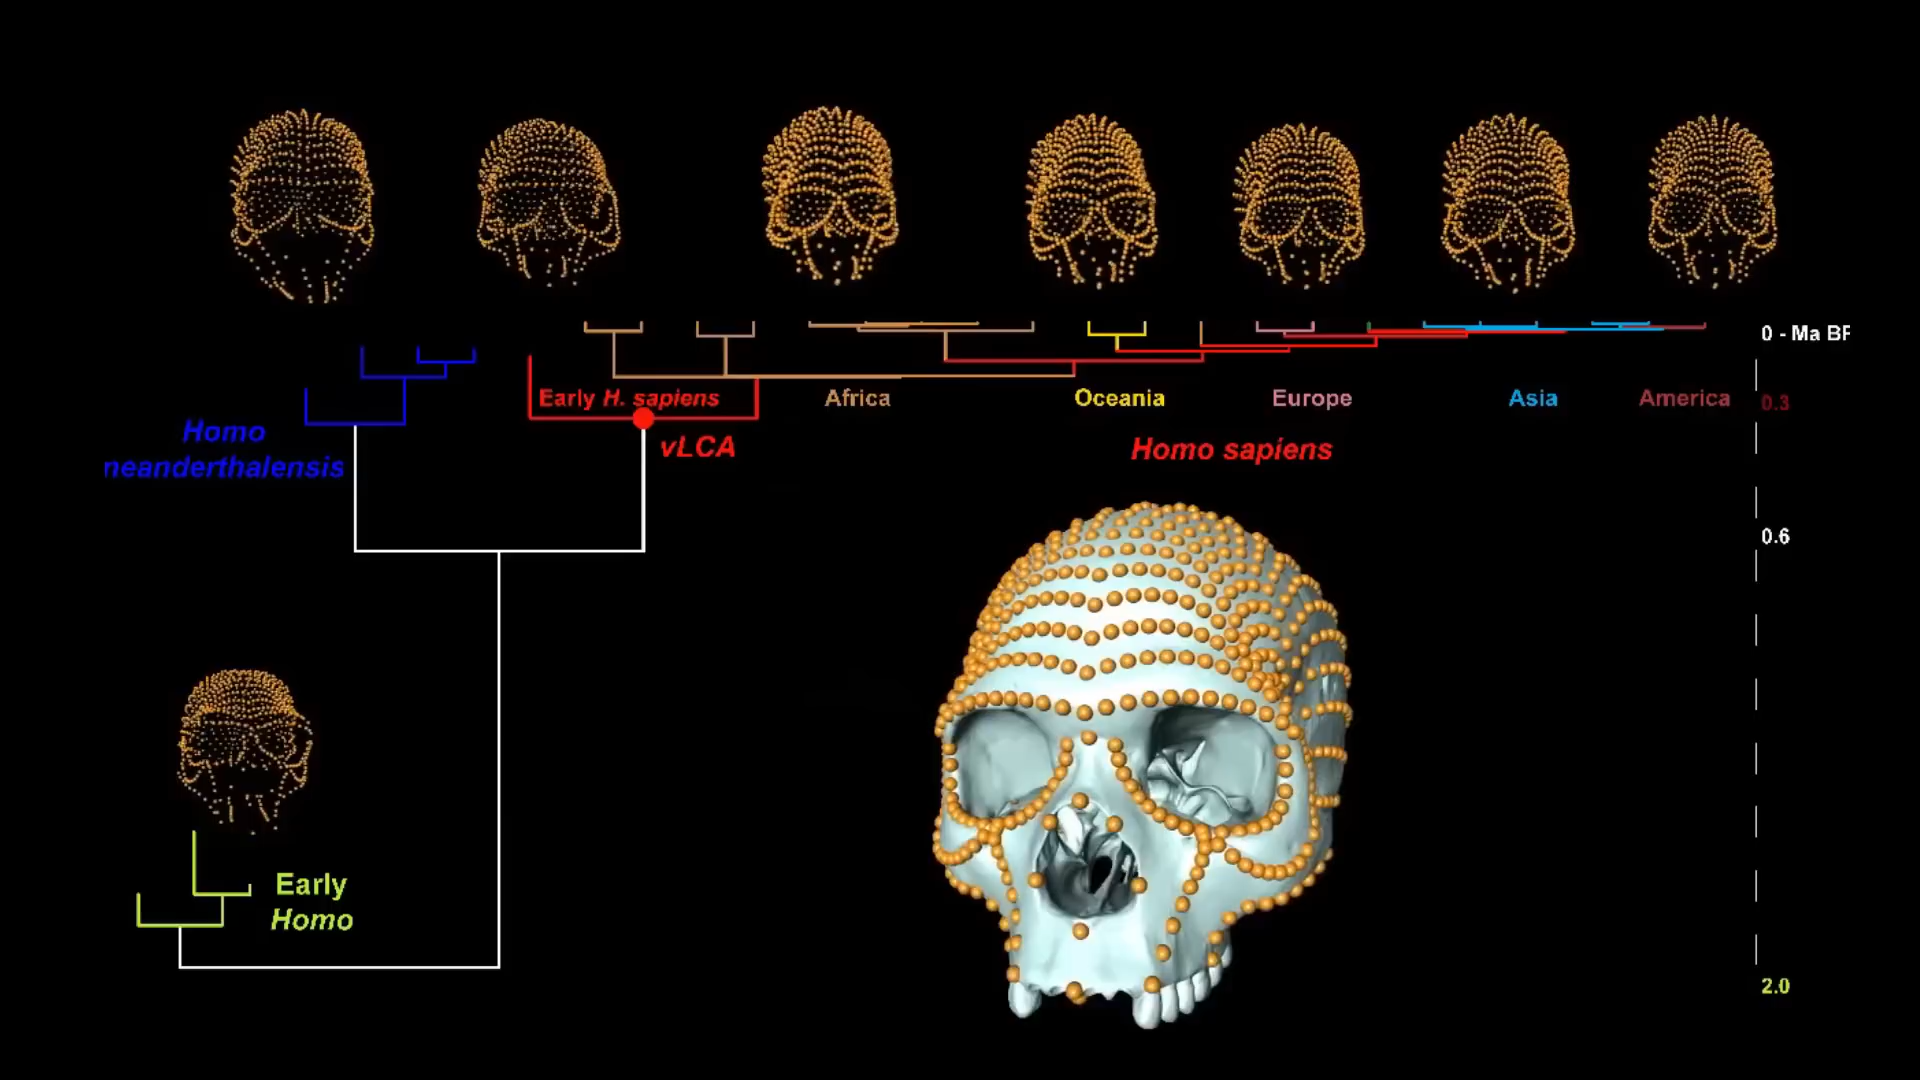 0 - Ma BF
Early H. sapiens
Africa
Oceania
Europe
Asia
America
0.3
Homo
neanderthalensis
vLCA
Homo sapiens
0.6
Early
Homo
2.0